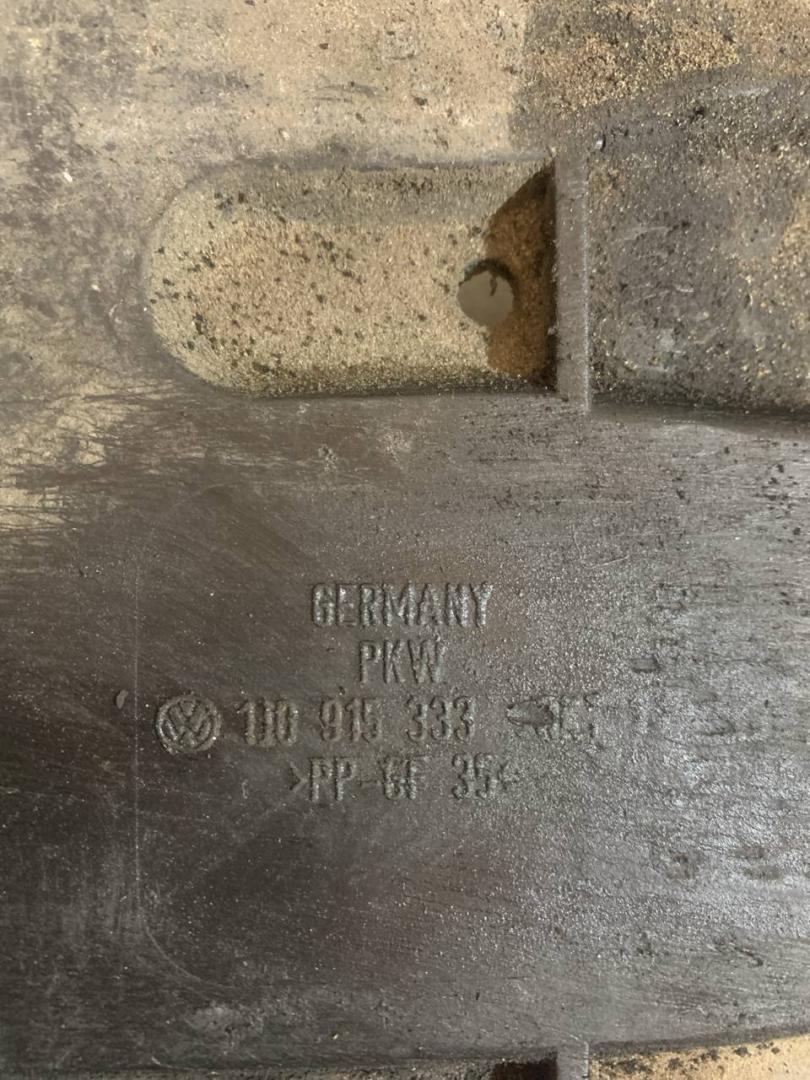 GERMANY
PKW
1J0 915 333
>PP-GF 35<